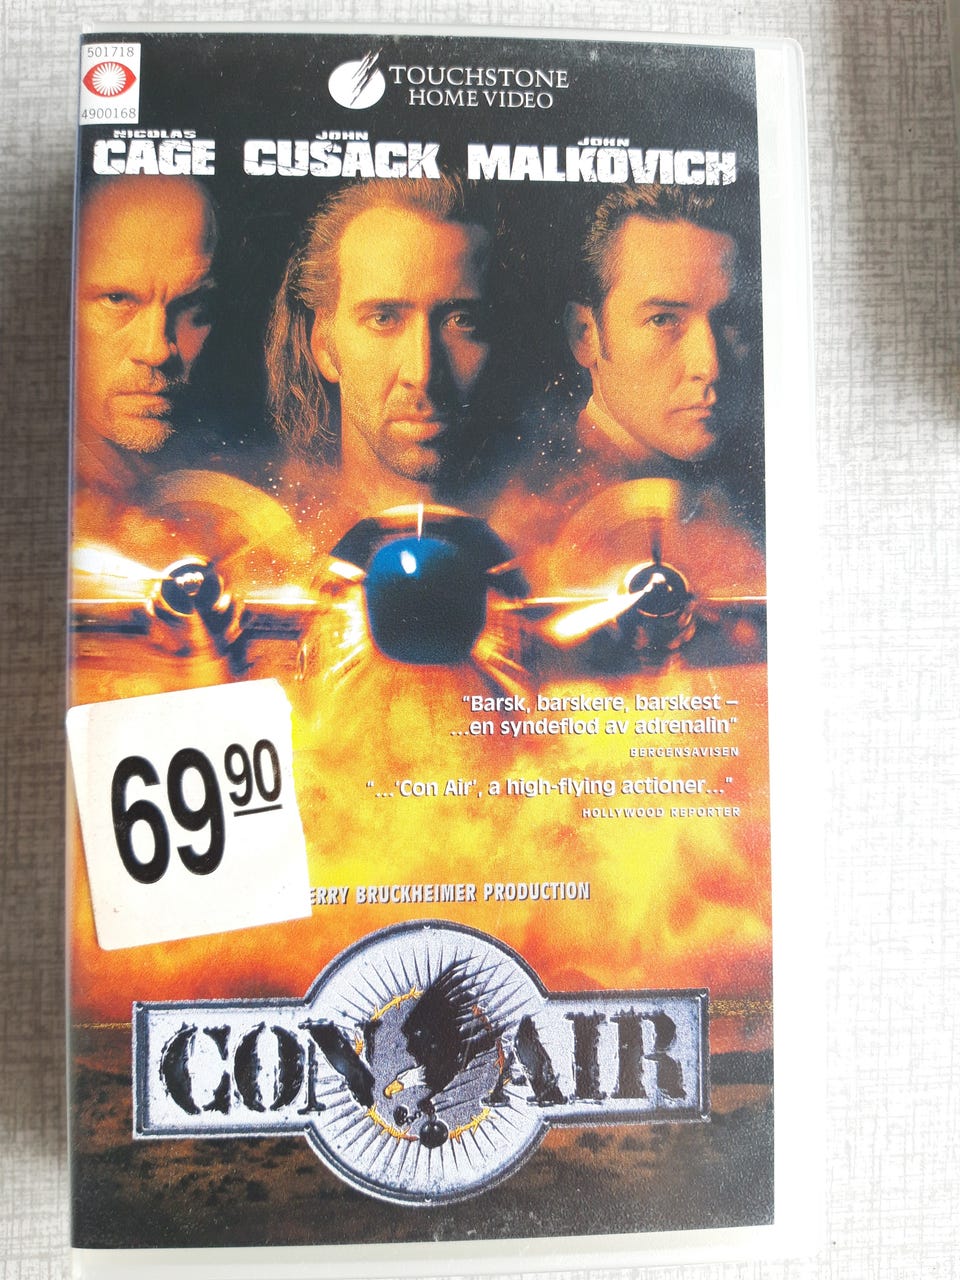 501718
4900168
TOUCHSTONE
HOME VIDEO
NICOLAS CAGE JOHN CUSACK JOHN MALKOVICH
"Barsk, barskere, barskest –
...en syndeflod av adrenalin"
BERGENSAVISEN
"...'Con Air', a high-flying actioner..."
HOLLYWOOD REPORTER
69 90
ERRY BRUCKHEIMER PRODUCTION
CON AIR